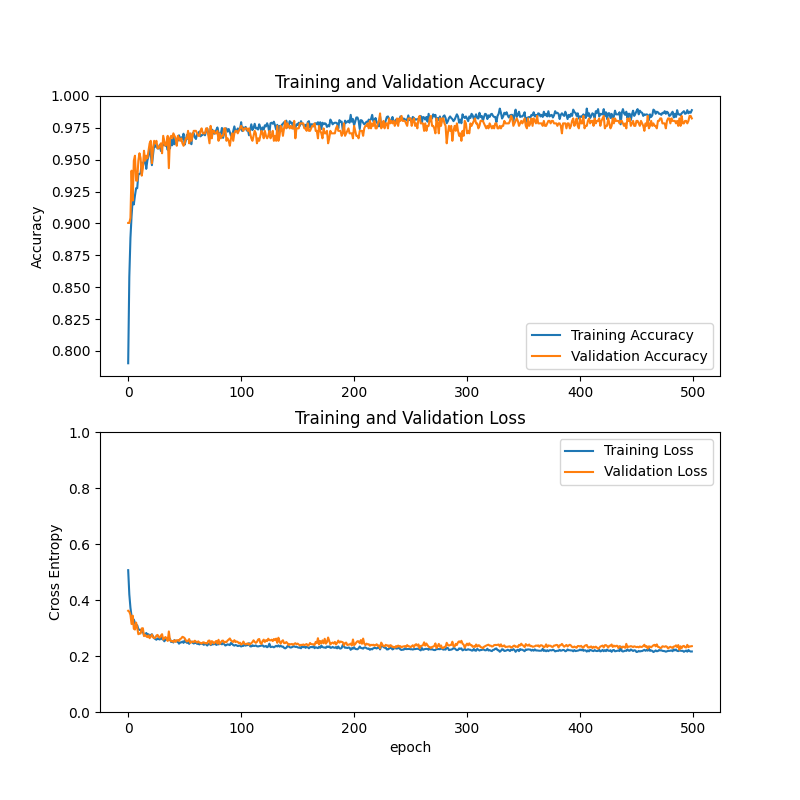 Training and Validation Accuracy
1.000
0.975
0.950
0.925
0.900
0.875
0.850
0.825
0.800
Accuracy
Training Accuracy
Validation Accuracy
0 100 200 300 400 500
Training and Validation Loss
1.0
0.8
0.6
0.4
0.2
0.0
Cross Entropy
Training Loss
Validation Loss
0 100 200 300 400 500
epoch